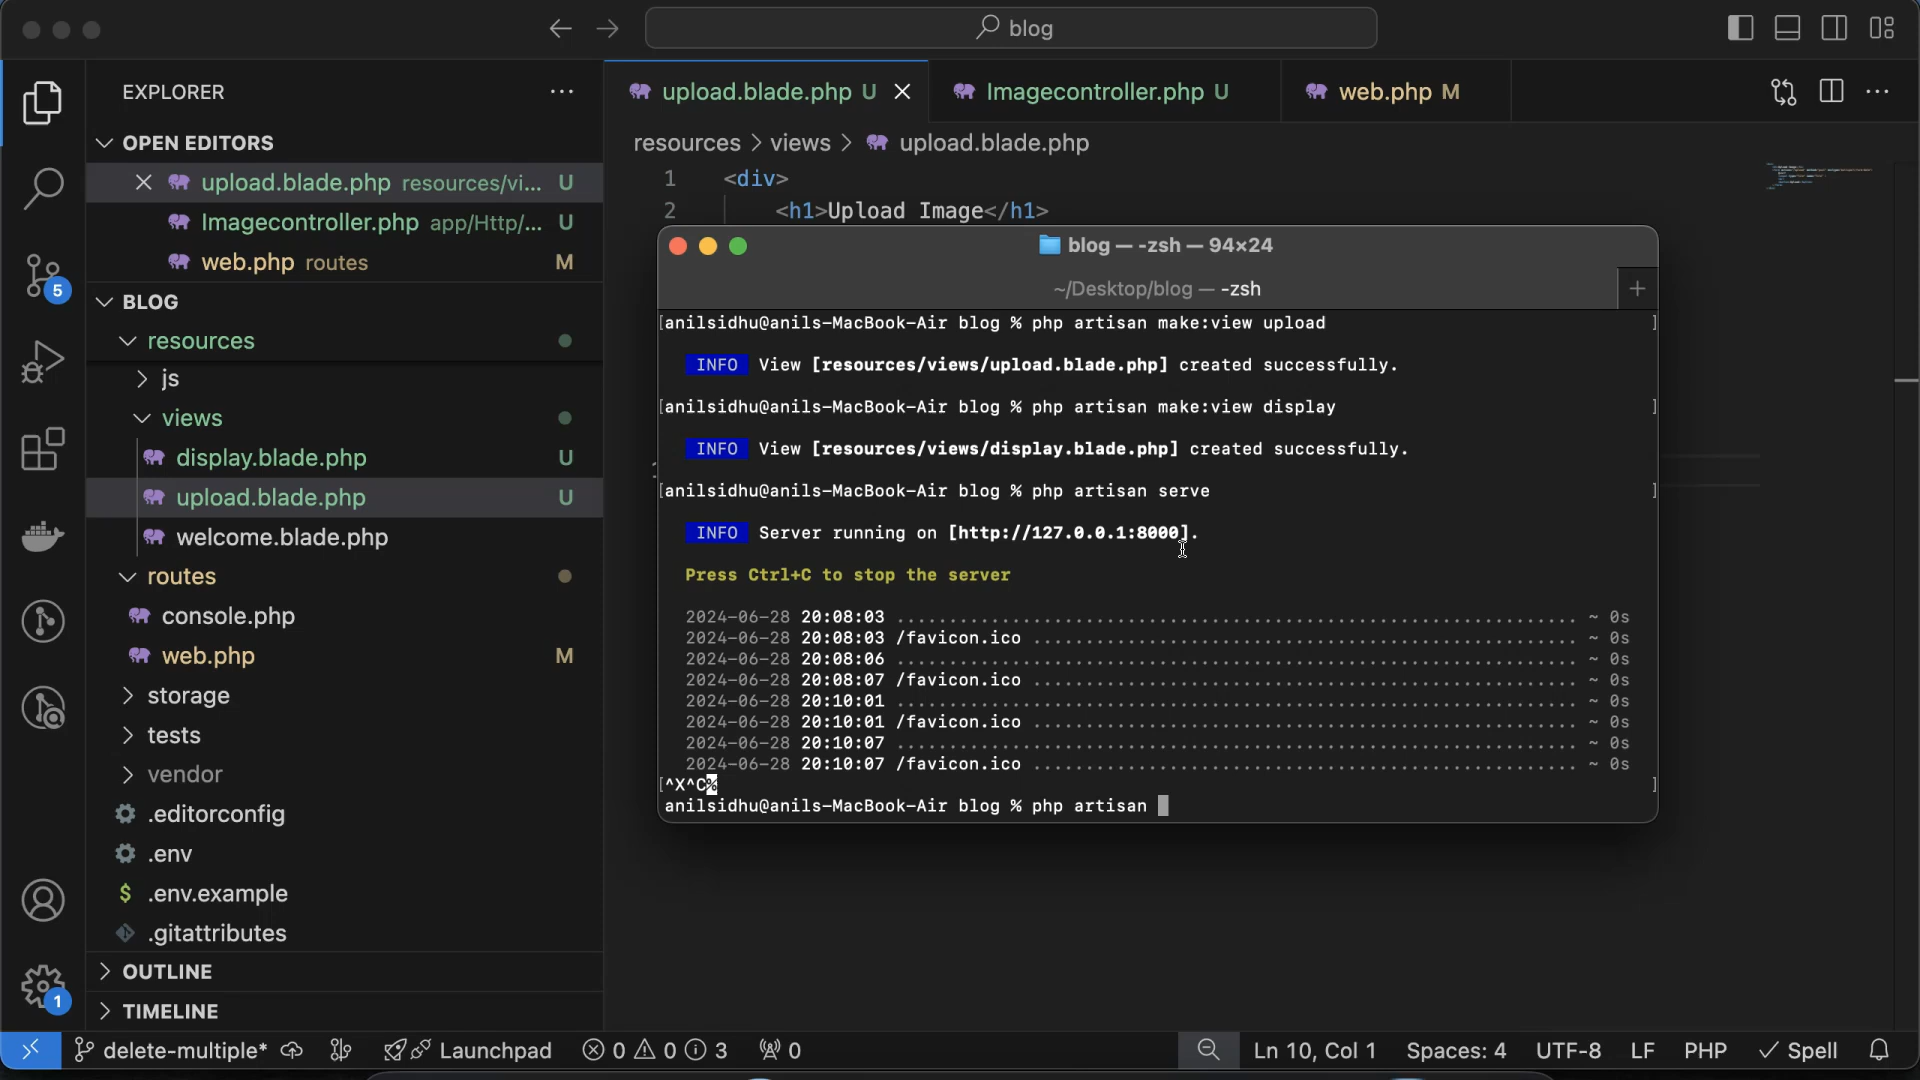 blog
EXPLORER
OPEN EDITORS
upload.blade.php resources/vi... U
Imagecontroller.php app/Http/... U
web.php routes M
BLOG
resources
js
views
display.blade.php U
upload.blade.php U
welcome.blade.php
routes
console.php
web.php M
storage
tests
vendor
.editorconfig
.env
.env.example
.gitattributes
OUTLINE
TIMELINE
upload.blade.php U
Imagecontroller.php U
web.php M
resources > views > upload.blade.php
1 <div>
2 <h1>Upload Image</h1>
blog — -zsh — 94×24
~/Desktop/blog — -zsh
anilsidhu@anils-MacBook-Air blog % php artisan make:view upload
INFO View [resources/views/upload.blade.php] created successfully.
anilsidhu@anils-MacBook-Air blog % php artisan make:view display
INFO View [resources/views/display.blade.php] created successfully.
anilsidhu@anils-MacBook-Air blog % php artisan serve
INFO Server running on [http://127.0.0.1:8000].
Press Ctrl+C to stop the server
2024-06-28 20:08:03 ................................................................. ~ 0s
2024-06-28 20:08:03 /favicon.ico .................................................... ~ 0s
2024-06-28 20:08:06 ................................................................. ~ 0s
2024-06-28 20:08:07 /favicon.ico .................................................... ~ 0s
2024-06-28 20:10:01 ................................................................. ~ 0s
2024-06-28 20:10:01 /favicon.ico .................................................... ~ 0s
2024-06-28 20:10:07 ................................................................. ~ 0s
2024-06-28 20:10:07 /favicon.ico .................................................... ~ 0s
^X^C%
anilsidhu@anils-MacBook-Air blog % php artisan
5
1
delete-multiple* Launchpad 0 0 3 0 Ln 10, Col 1 Spaces: 4 UTF-8 LF PHP Spell